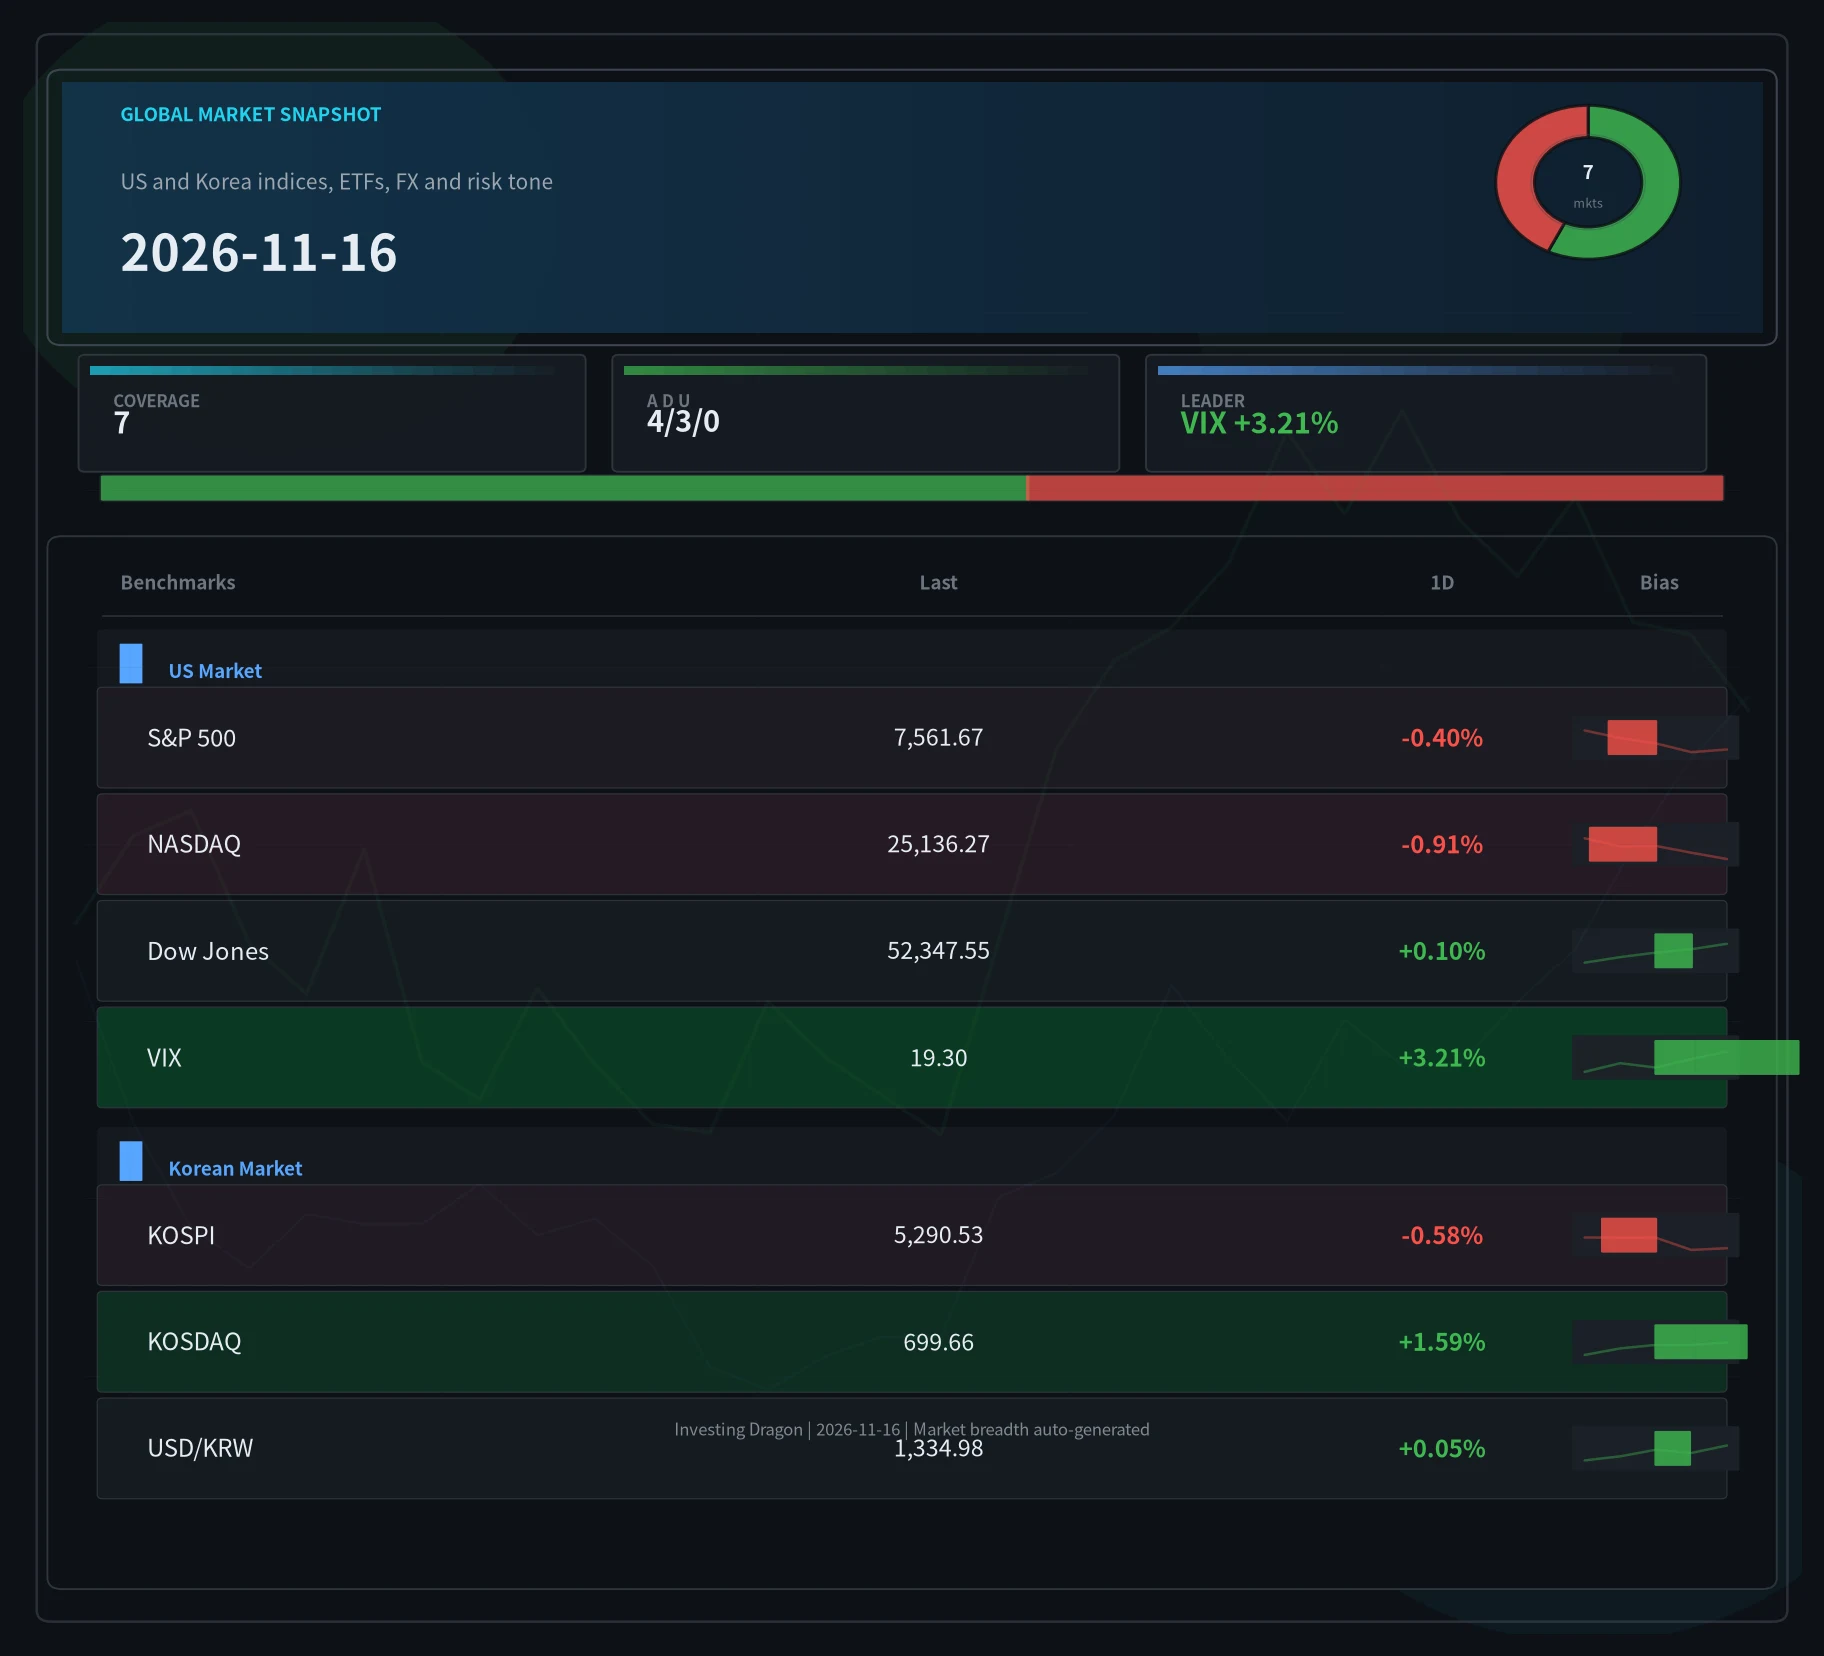 GLOBAL MARKET SNAPSHOT
US and Korea indices, ETFs, FX and risk tone
2026-11-16
7
mkts
COVERAGE
7
A D U
4/3/0
LEADER
VIX +3.21%
Benchmarks Last 1D Bias
US Market
S&P 500 7,561.67 -0.40%
NASDAQ 25,136.27 -0.91%
Dow Jones 52,347.55 +0.10%
VIX 19.30 +3.21%
Korean Market
KOSPI 5,290.53 -0.58%
KOSDAQ 699.66 +1.59%
Investing Dragon | 2026-11-16 | Market breadth auto-generated
USD/KRW 1,334.98 +0.05%